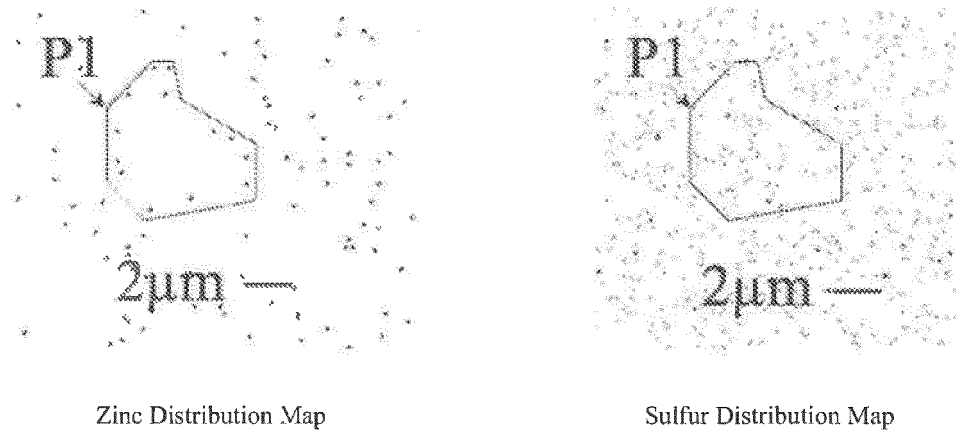 P1
P1
2μm
2μm
Zinc Distribution Map
Sulfur Distribution Map